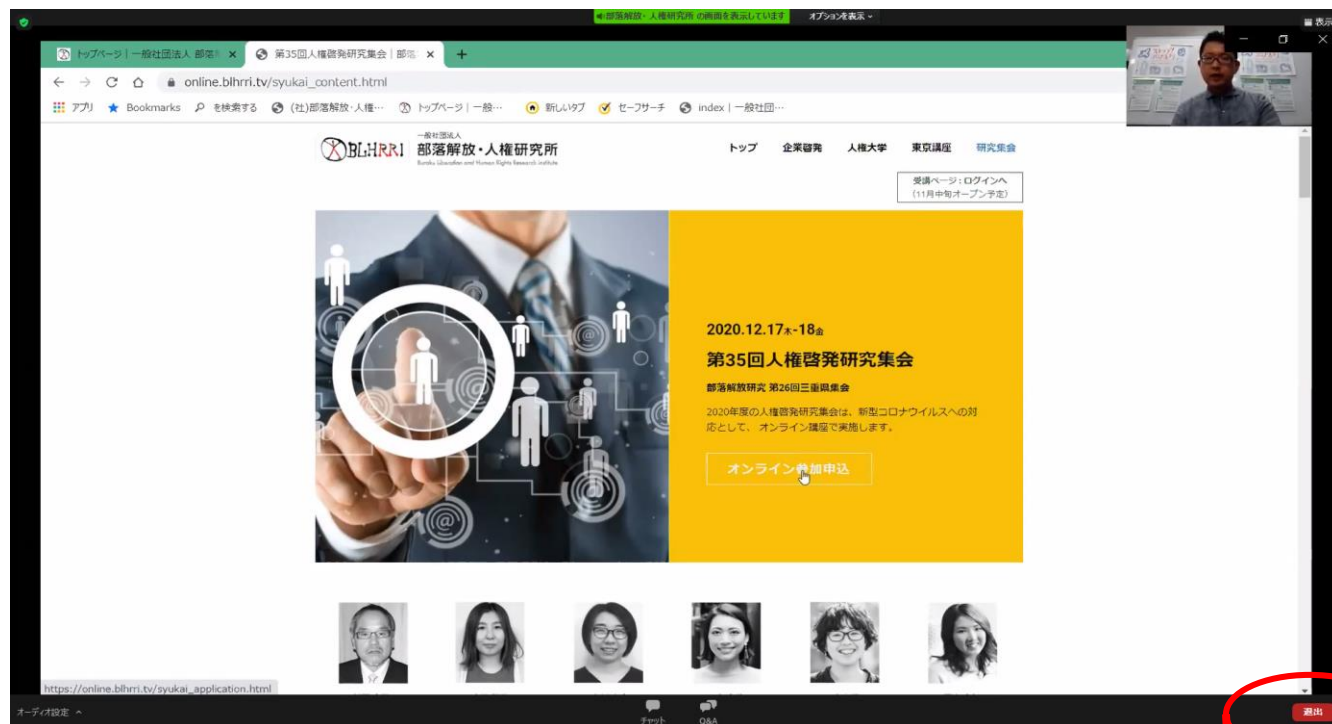 部落解放・人権研究所 の画面を表示しています
オプションを表示
表示
トップページ | 一般社団法人 部落
第35回人権啓発研究集会 | 部落
online.blhrri.tv/syukai_content.html
アプリ
Bookmarks
を検索する
(社)部落解放・人権…
トップページ | 一般…
新しいタブ
セーフサーチ
index | 一般社団…
BLHRRI
一般社団法人
部落解放・人権研究所
Buraku Liberation and Human Rights Research Institute
トップ
企業啓発
人権大学
東京講座
研究集会
受講ページ:ログインへ
(11月中旬オープン予定)
2020.12.17木-18金
第35回人権啓発研究集会
部落解放研究 第26回三重県集会
2020年度の人権啓発研究集会は、新型コロナウイルスへの対
応として、 オンライン講座で実施します。
オンライン参加申込
https://online.blhrri.tv/syukai_application.html
オーディオ設定
チャット
Q&A
退出